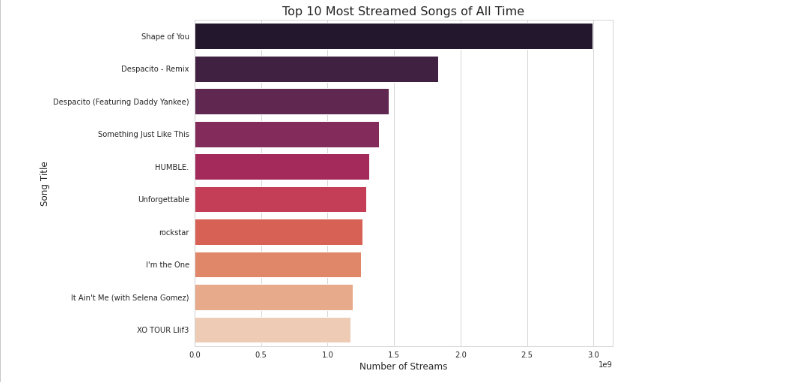 Top 10 Most Streamed Songs of All Time
Song Title
Shape of You
Despacito - Remix
Despacito (Featuring Daddy Yankee)
Something Just Like This
HUMBLE.
Unforgettable
rockstar
I'm the One
It Ain't Me (with Selena Gomez)
XO TOUR Llif3
0.0 0.5 1.0 1.5 2.0 2.5 3.0
1e9
Number of Streams